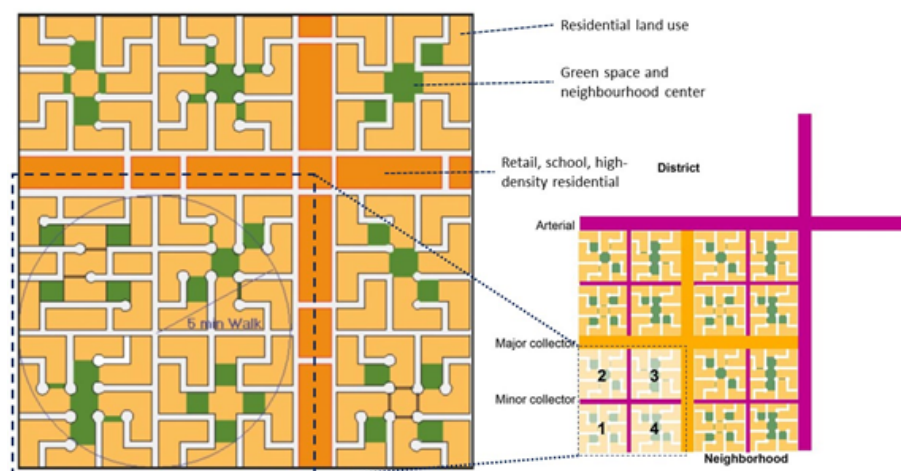 Residential land use
Green space and
neighbourhood center
Retail, school, high-
density residential
District
Arterial
5 min Walk
Major collector
2 3
Minor collector
1 4
Neighborhood